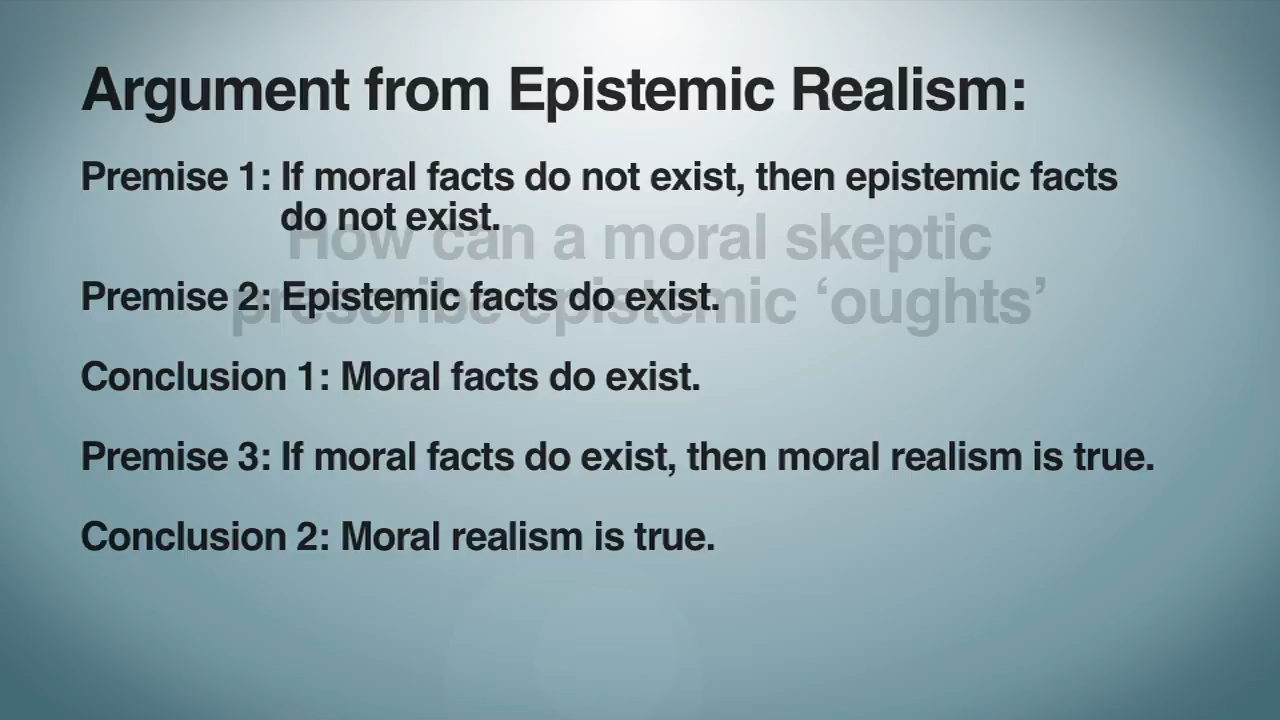 Argument from Epistemic Realism:
Premise 1: If moral facts do not exist, then epistemic facts
do not exist.
How can a moral skeptic
Premise 2: Epistemic facts do exist.
prescribe epistemic ‘oughts’
Conclusion 1: Moral facts do exist.
Premise 3: If moral facts do exist, then moral realism is true.
Conclusion 2: Moral realism is true.